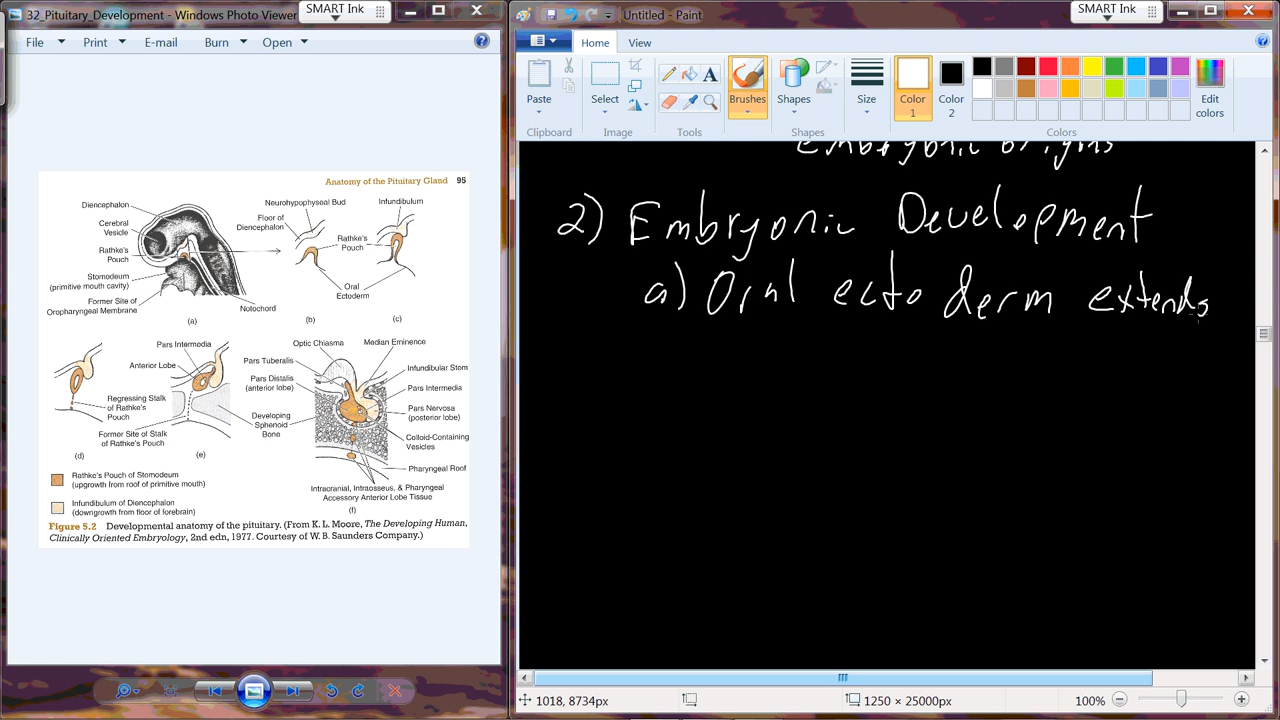 32_Pituitary_Development - Windows Photo Viewer
SMART Ink
File Print E-mail Burn Open
Anatomy of the Pituitary Gland 95
Diencephalon
Cerebral
Vesicle
Rathke's
Pouch
Stomodeum
(primitive mouth cavity)
Former Site of
Oropharyngeal Membrane
Notochord
(a)
Neurohypophyseal Bud
Floor of
Diencephalon
Infundibulum
Rathke's
Pouch
Oral
Ectoderm
(b)
(c)
Pars Intermedia
Anterior Lobe
Regressing Stalk
of Rathke's
Pouch
Former Site of Stalk
of Rathke's Pouch
(d)
(e)
Developing
Sphenoid
Bone
Optic Chiasma
Median Eminence
Pars Tuberalis
Pars Distalis
(anterior lobe)
Infundibular Stem
Pars Intermedia
Pars Nervosa
(posterior lobe)
Colloid-Containing
Vesicles
Pharyngeal Roof
Intracranial, Intraosseus, & Pharyngeal
Accessory Anterior Lobe Tissue
(f)
Rathke's Pouch of Stomodeum
(upgrowth from roof of primitive mouth)
Infundibulum of Diencephalon
(downgrowth from floor of forebrain)
Figure 5.2 Developmental anatomy of the pituitary. (From K. L. Moore, The Developing Human,
Clinically Oriented Embryology, 2nd edn, 1977. Courtesy of W. B. Saunders Company.)
Untitled - Paint
SMART Ink
Home View
Paste
Select
Brushes
Shapes
Size
Color
1
Color
2
Edit
colors
Clipboard Image Tools Shapes Colors
Embryonic Origins
2) Embryonic Development
a) Oral ecto derm extends
1018, 8734px
1250 × 25000px
100%